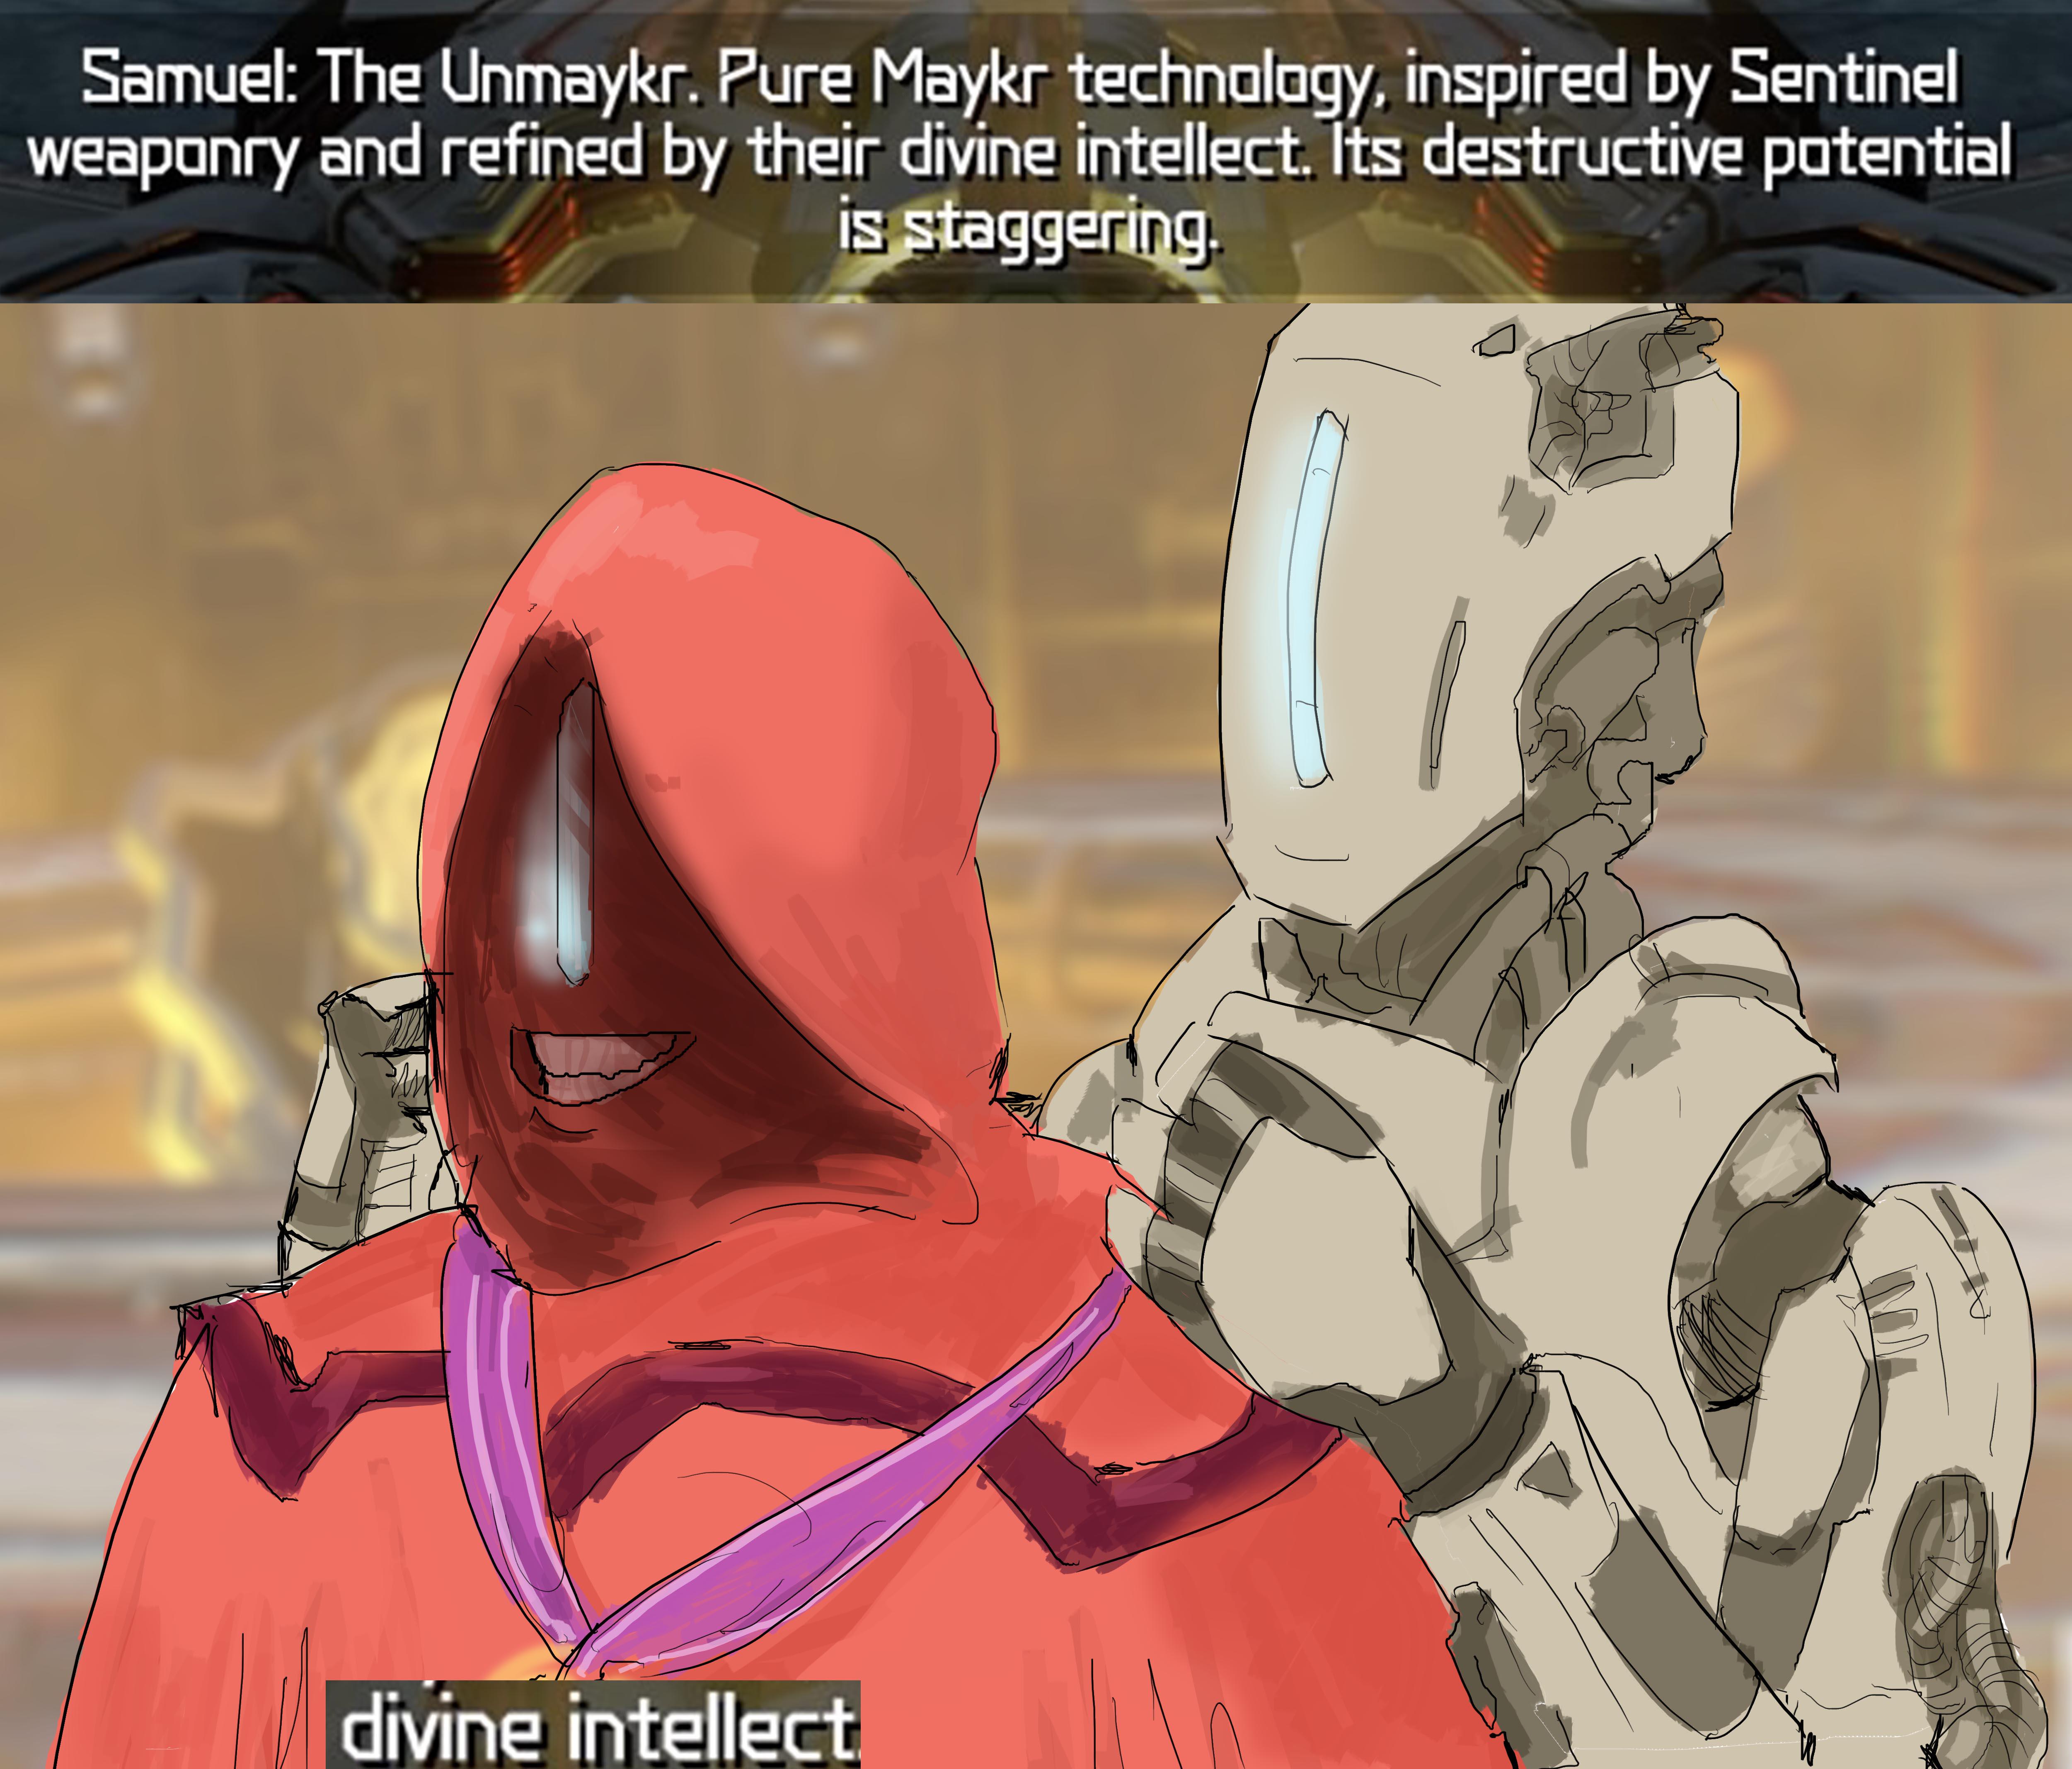 Samuel: The Unmaykr. Pure Maykr technology, inspired by Sentinel
weaponry and refined by their divine intellect. Its destructive potential
is staggering.
divine intellect.